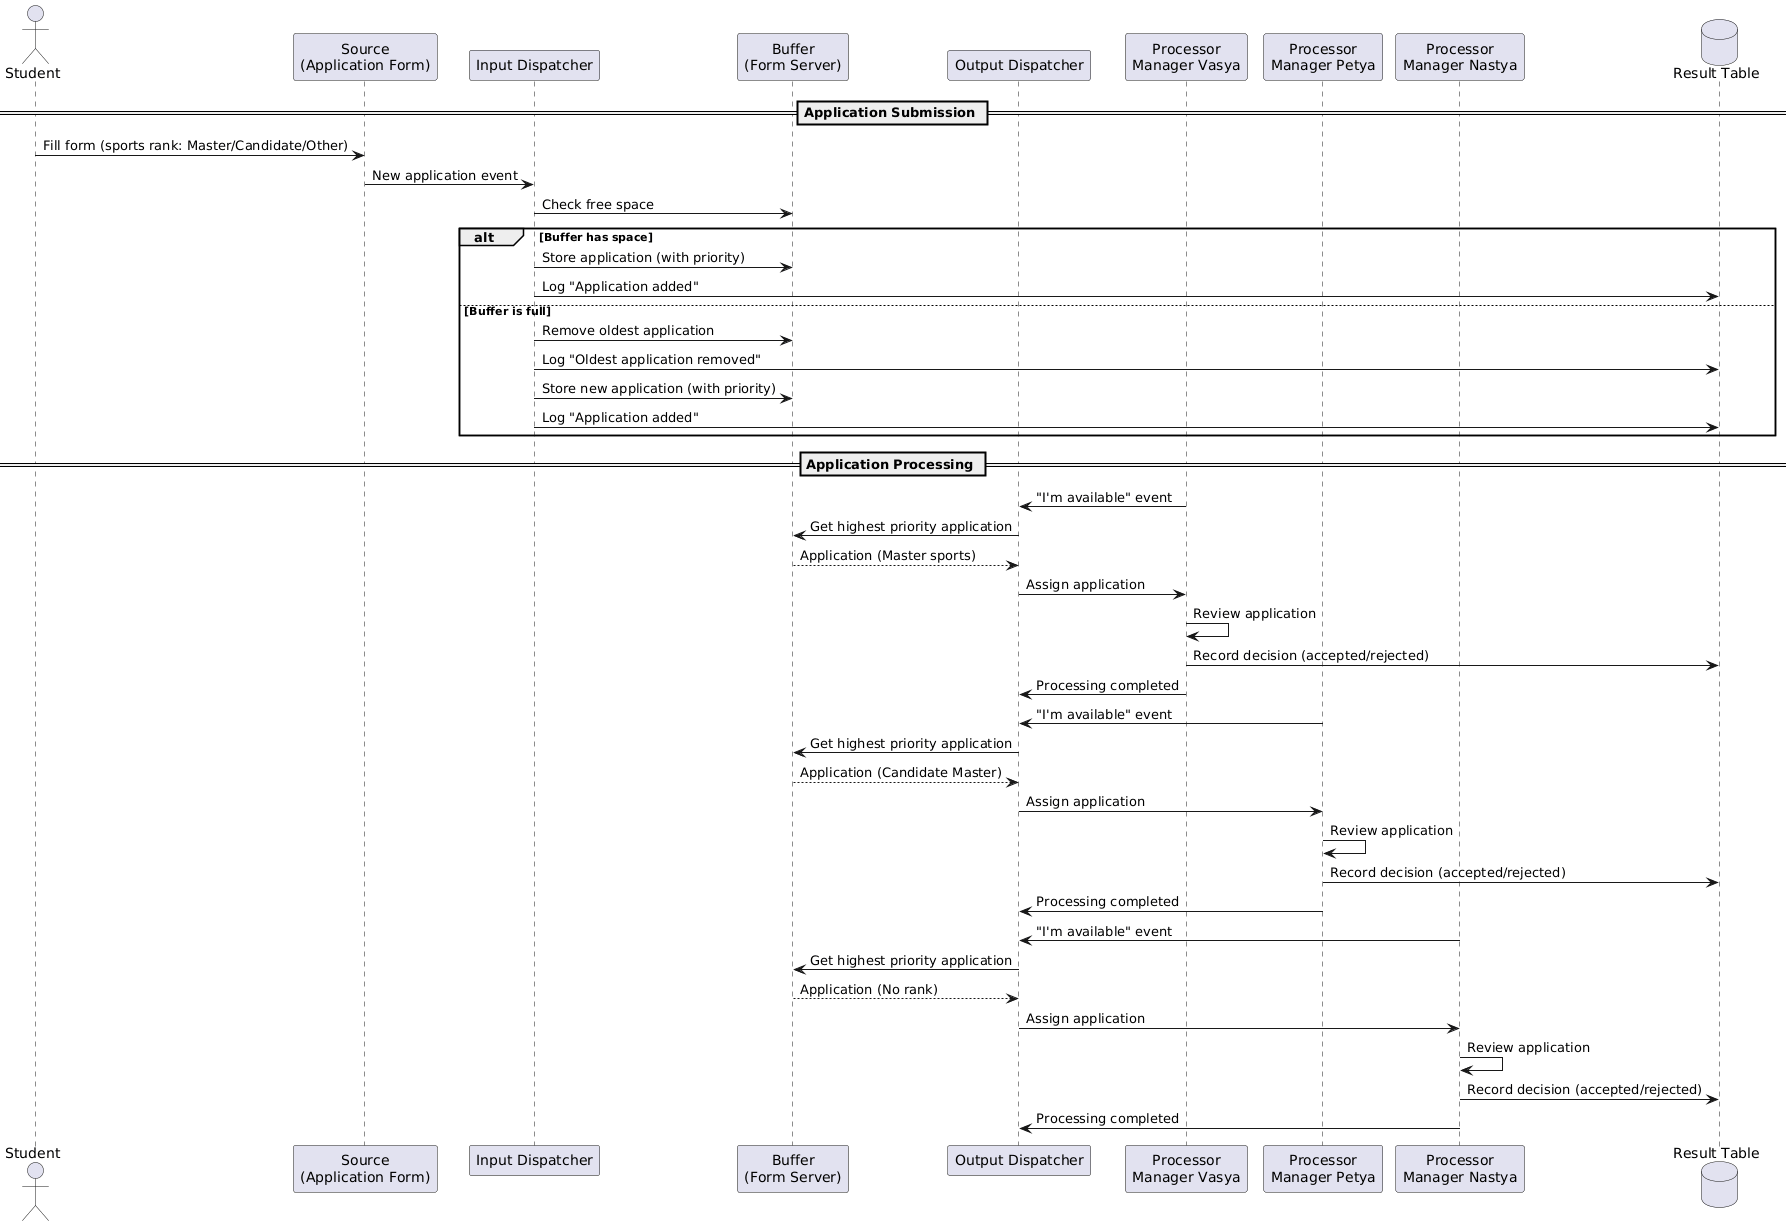 Student
Source
(Application Form)
Input Dispatcher
Buffer
(Form Server)
Output Dispatcher
Processor
Manager Vasya
Processor
Manager Petya
Processor
Manager Nastya
Result Table
Application Submission
Fill form (sports rank: Master/Candidate/Other)
New application event
Check free space
alt
[Buffer has space]
Store application (with priority)
Log "Application added"
[Buffer is full]
Remove oldest application
Log "Oldest application removed"
Store new application (with priority)
Log "Application added"
Application Processing
"I'm available" event
Get highest priority application
Application (Master sports)
Assign application
Review application
Record decision (accepted/rejected)
Processing completed
"I'm available" event
Get highest priority application
Application (Candidate Master)
Assign application
Review application
Record decision (accepted/rejected)
Processing completed
"I'm available" event
Get highest priority application
Application (No rank)
Assign application
Review application
Record decision (accepted/rejected)
Processing completed
Student
Source
(Application Form)
Input Dispatcher
Buffer
(Form Server)
Output Dispatcher
Processor
Manager Vasya
Processor
Manager Petya
Processor
Manager Nastya
Result Table